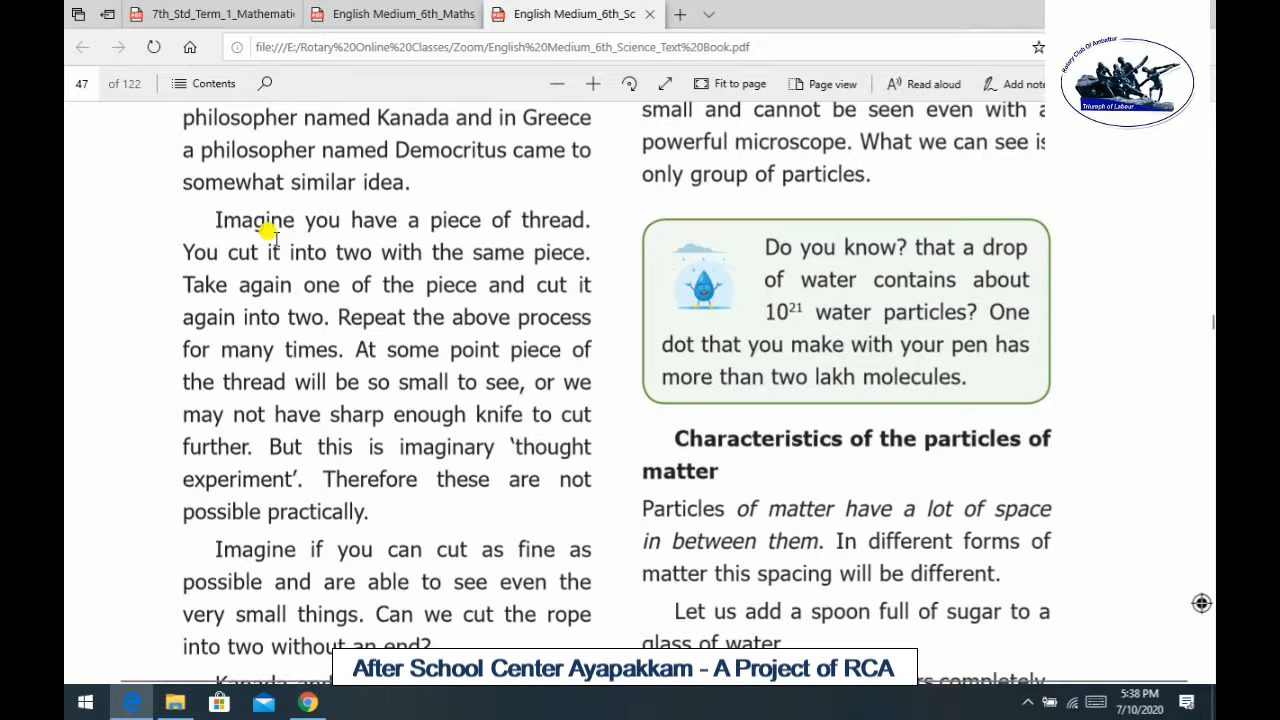 7th_Std_Term_1_Mathemati
English Medium_6th_Maths
English Medium_6th_Sc
file:///E:/Rotary%20Online%20Classes/Zoom/English%20Medium_6th_Science_Text%20Book.pdf
47 of 122
Contents
Fit to page
Page view
Read aloud
Add note
Rotary Club Of Ambattur
Triumph of Labour
philosopher named Kanada and in Greece
a philosopher named Democritus came to
somewhat similar idea.
Imagine you have a piece of thread.
You cut it into two with the same piece.
Take again one of the piece and cut it
again into two. Repeat the above process
for many times. At some point piece of
the thread will be so small to see, or we
may not have sharp enough knife to cut
further. But this is imaginary ‘thought
experiment’. Therefore these are not
possible practically.
Imagine if you can cut as fine as
possible and are able to see even the
very small things. Can we cut the rope
into two without an end?
Kanada and
small and cannot be seen even with a
powerful microscope. What we can see is
only group of particles.
Do you know? that a drop
of water contains about
10²¹ water particles? One
dot that you make with your pen has
more than two lakh molecules.
Characteristics of the particles of
matter
Particles of matter have a lot of space
in between them. In different forms of
matter this spacing will be different.
Let us add a spoon full of sugar to a
glass of water
completely
After School Center Ayapakkam – A Project of RCA
5:38 PM
7/10/2020